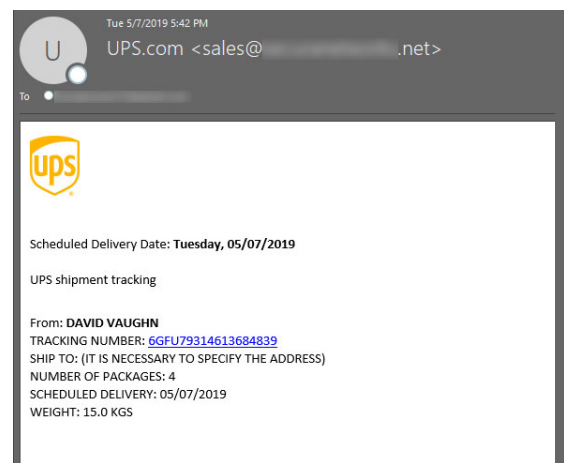 Tue 5/7/2019 5:42 PM
U
UPS.com <sales@ .net>
To
ups
Scheduled Delivery Date: Tuesday, 05/07/2019
UPS shipment tracking
From: DAVID VAUGHN
TRACKING NUMBER: 6GFU79314613684839
SHIP TO: (IT IS NECESSARY TO SPECIFY THE ADDRESS)
NUMBER OF PACKAGES: 4
SCHEDULED DELIVERY: 05/07/2019
WEIGHT: 15.0 KGS